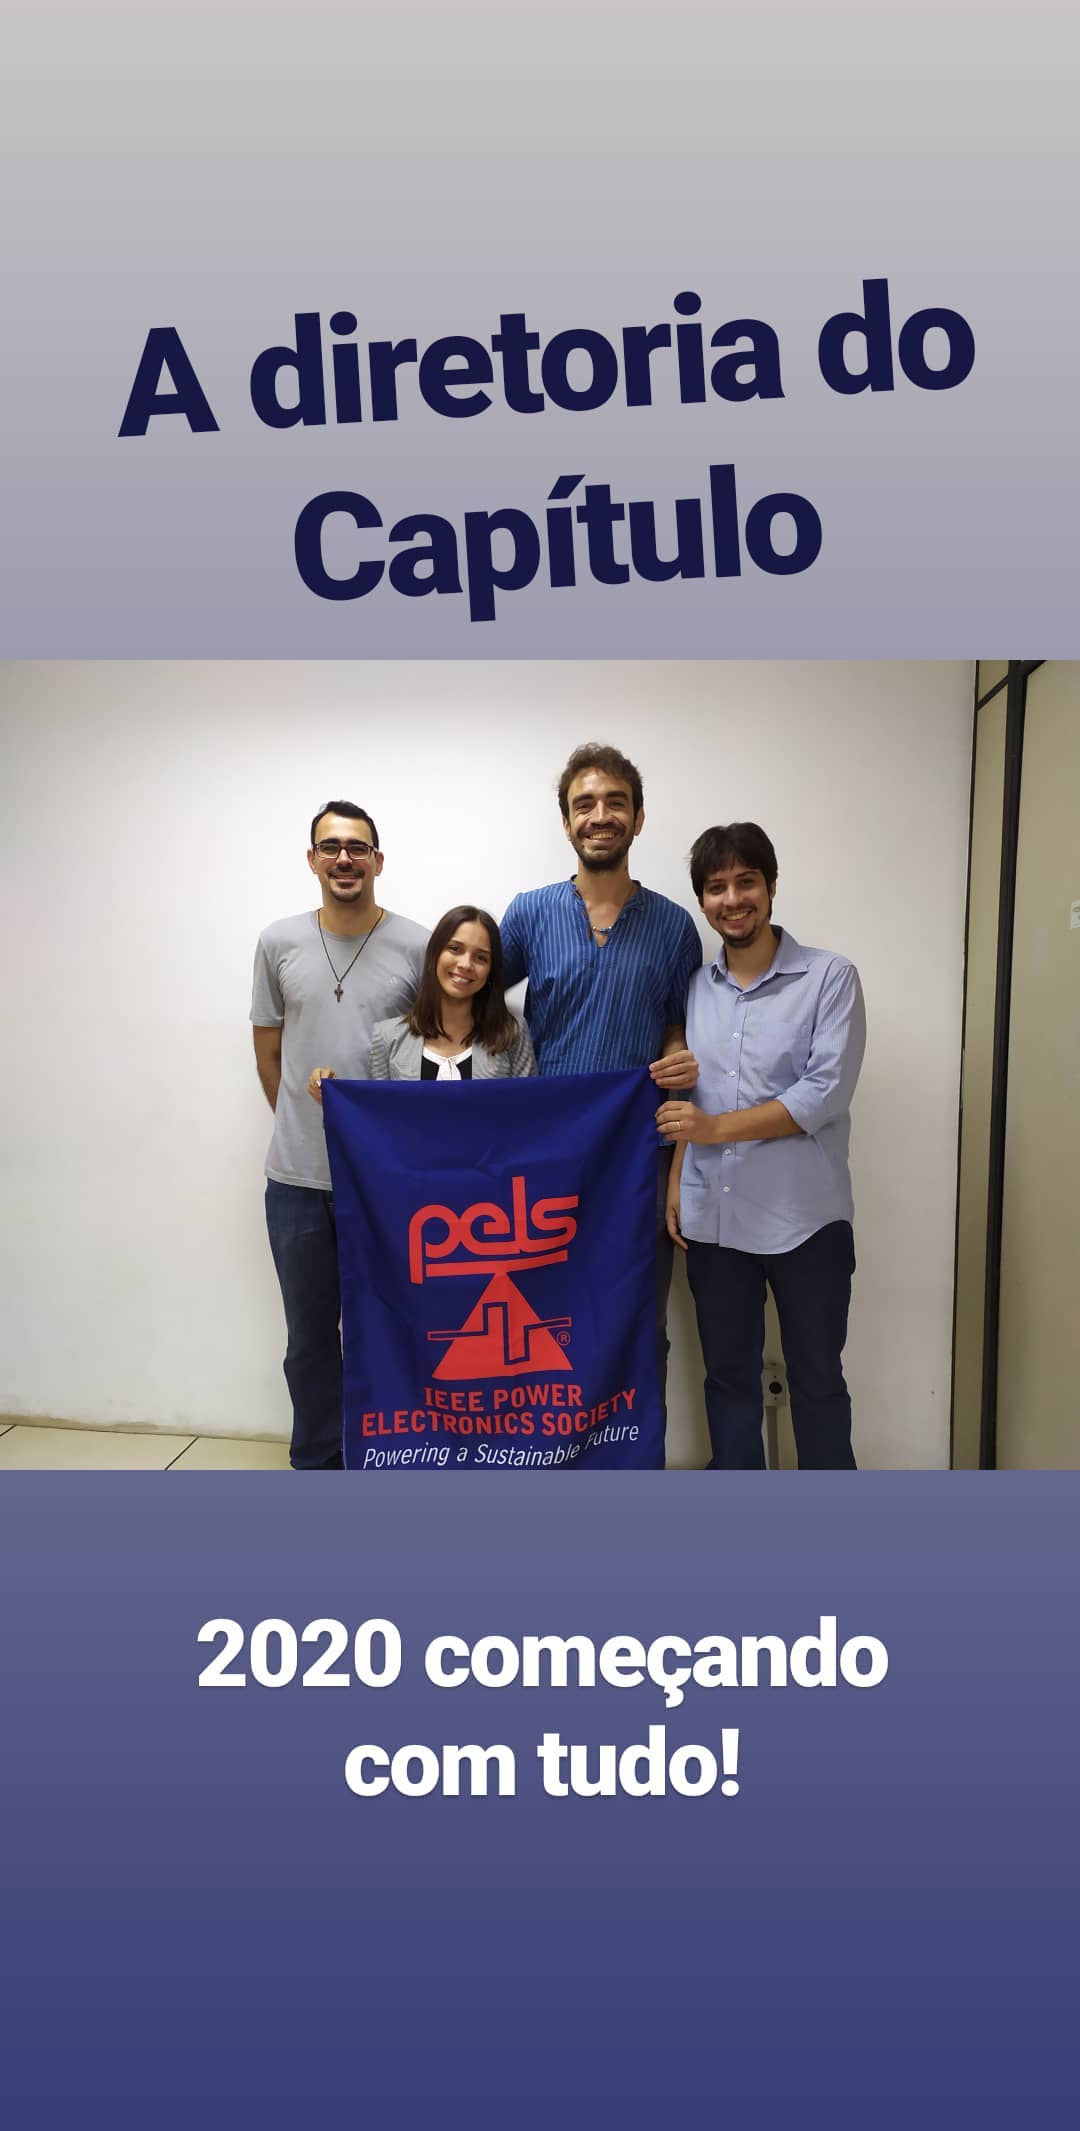 A diretoria do
Capítulo
pels
®
IEEE POWER
ELECTRONICS SOCIETY
Powering a Sustainable Future
2020 começando
com tudo!